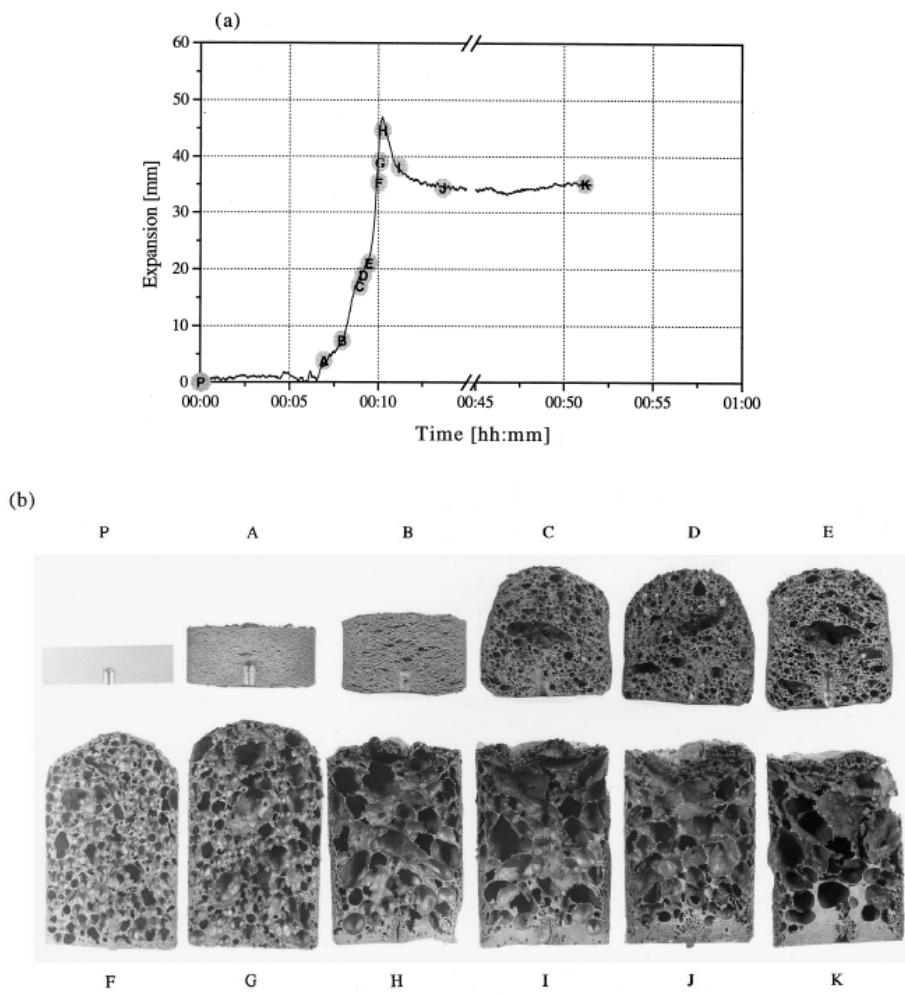 (a)
60
50
40
30
20
10
0
Expansion [mm]
P
A
B
C
D
E
F
G
H
I
J
K
00:00 00:05 00:10 00:45 00:50 00:55 01:00
Time [hh:mm]
(b)
P A B C D E
F G H I J K